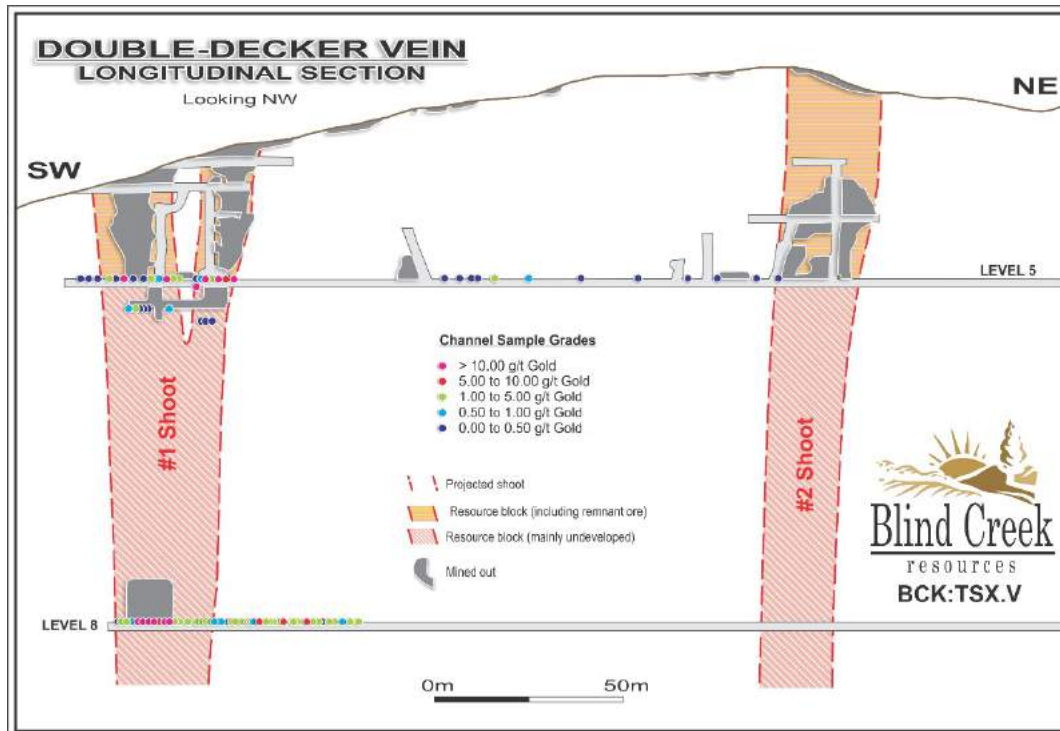 DOUBLE-DECKER VEIN
LONGITUDINAL SECTION
Looking NW
NE
SW
LEVEL 5
Channel Sample Grades
> 10.00 g/t Gold
5.00 to 10.00 g/t Gold
1.00 to 5.00 g/t Gold
0.50 to 1.00 g/t Gold
0.00 to 0.50 g/t Gold
#1 Shoot
#2 Shoot
Projected shoot
Resource block (including remnant ore)
Resource block (mainly undeveloped)
Mined out
Blind Creek
resources
BCK:TSX.V
LEVEL 8
0m 50m